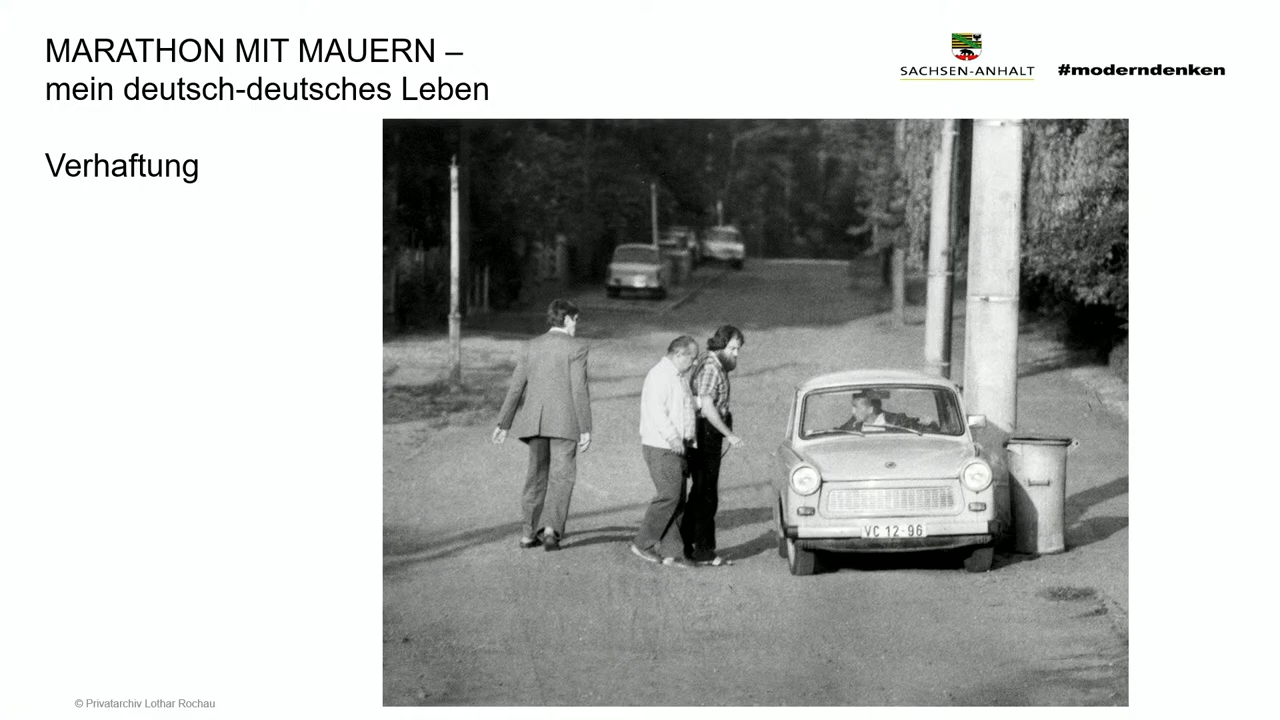 MARATHON MIT MAUERN –
mein deutsch-deutsches Leben
SACHSEN-ANHALT
#moderndenken
Verhaftung
VC 12-96
© Privatarchiv Lothar Rochau